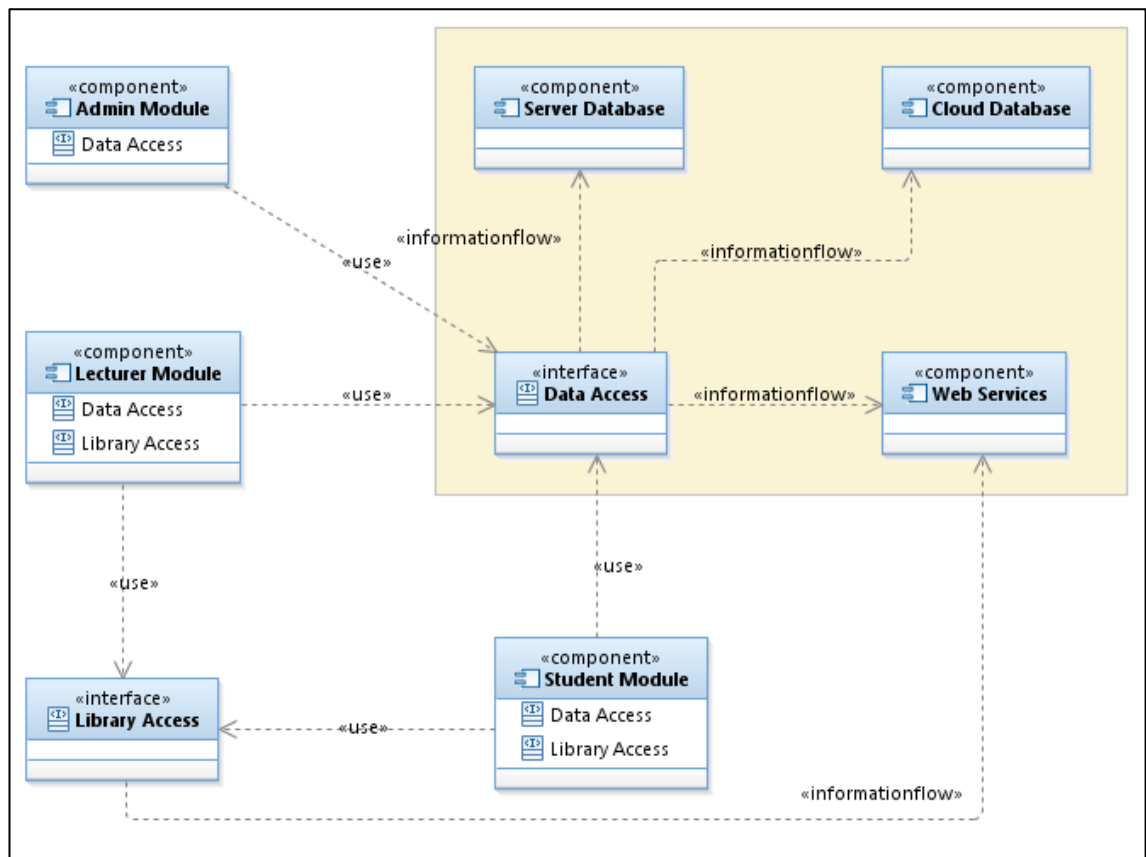 «component»
Admin Module
Data Access
«component»
Server Database
«component»
Cloud Database
«informationflow»
«use»
«informationflow»
«component»
Lecturer Module
Data Access
Library Access
«use»
«interface»
Data Access
«informationflow»
«component»
Web Services
«use»
«use»
«interface»
Library Access
«use»
«component»
Student Module
Data Access
Library Access
«informationflow»